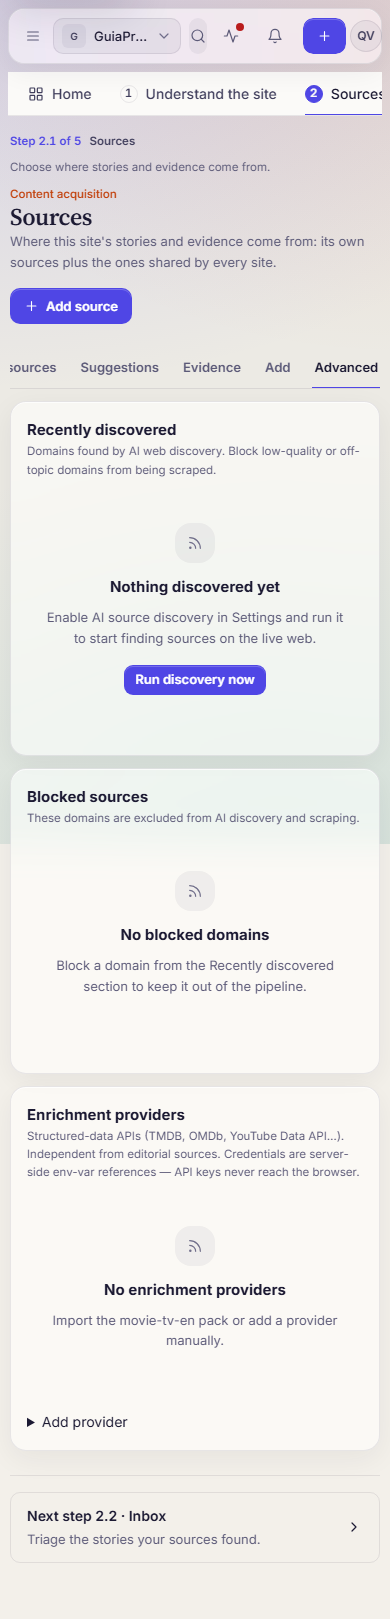 G GuiaPr... QV
Home 1 Understand the site 2 Sources
Step 2.1 of 5 Sources
Choose where stories and evidence come from.
Content acquisition
Sources
Where this site's stories and evidence come from: its own
sources plus the ones shared by every site.
+ Add source
sources Suggestions Evidence Add Advanced
Recently discovered
Domains found by AI web discovery. Block low-quality or off-
topic domains from being scraped.
Nothing discovered yet
Enable AI source discovery in Settings and run it
to start finding sources on the live web.
Run discovery now
Blocked sources
These domains are excluded from AI discovery and scraping.
No blocked domains
Block a domain from the Recently discovered
section to keep it out of the pipeline.
Enrichment providers
Structured-data APIs (TMDB, OMDb, YouTube Data API...).
Independent from editorial sources. Credentials are server-
side env-var references — API keys never reach the browser.
No enrichment providers
Import the movie-tv-en pack or add a provider
manually.
Add provider
Next step 2.2 · Inbox
Triage the stories your sources found.